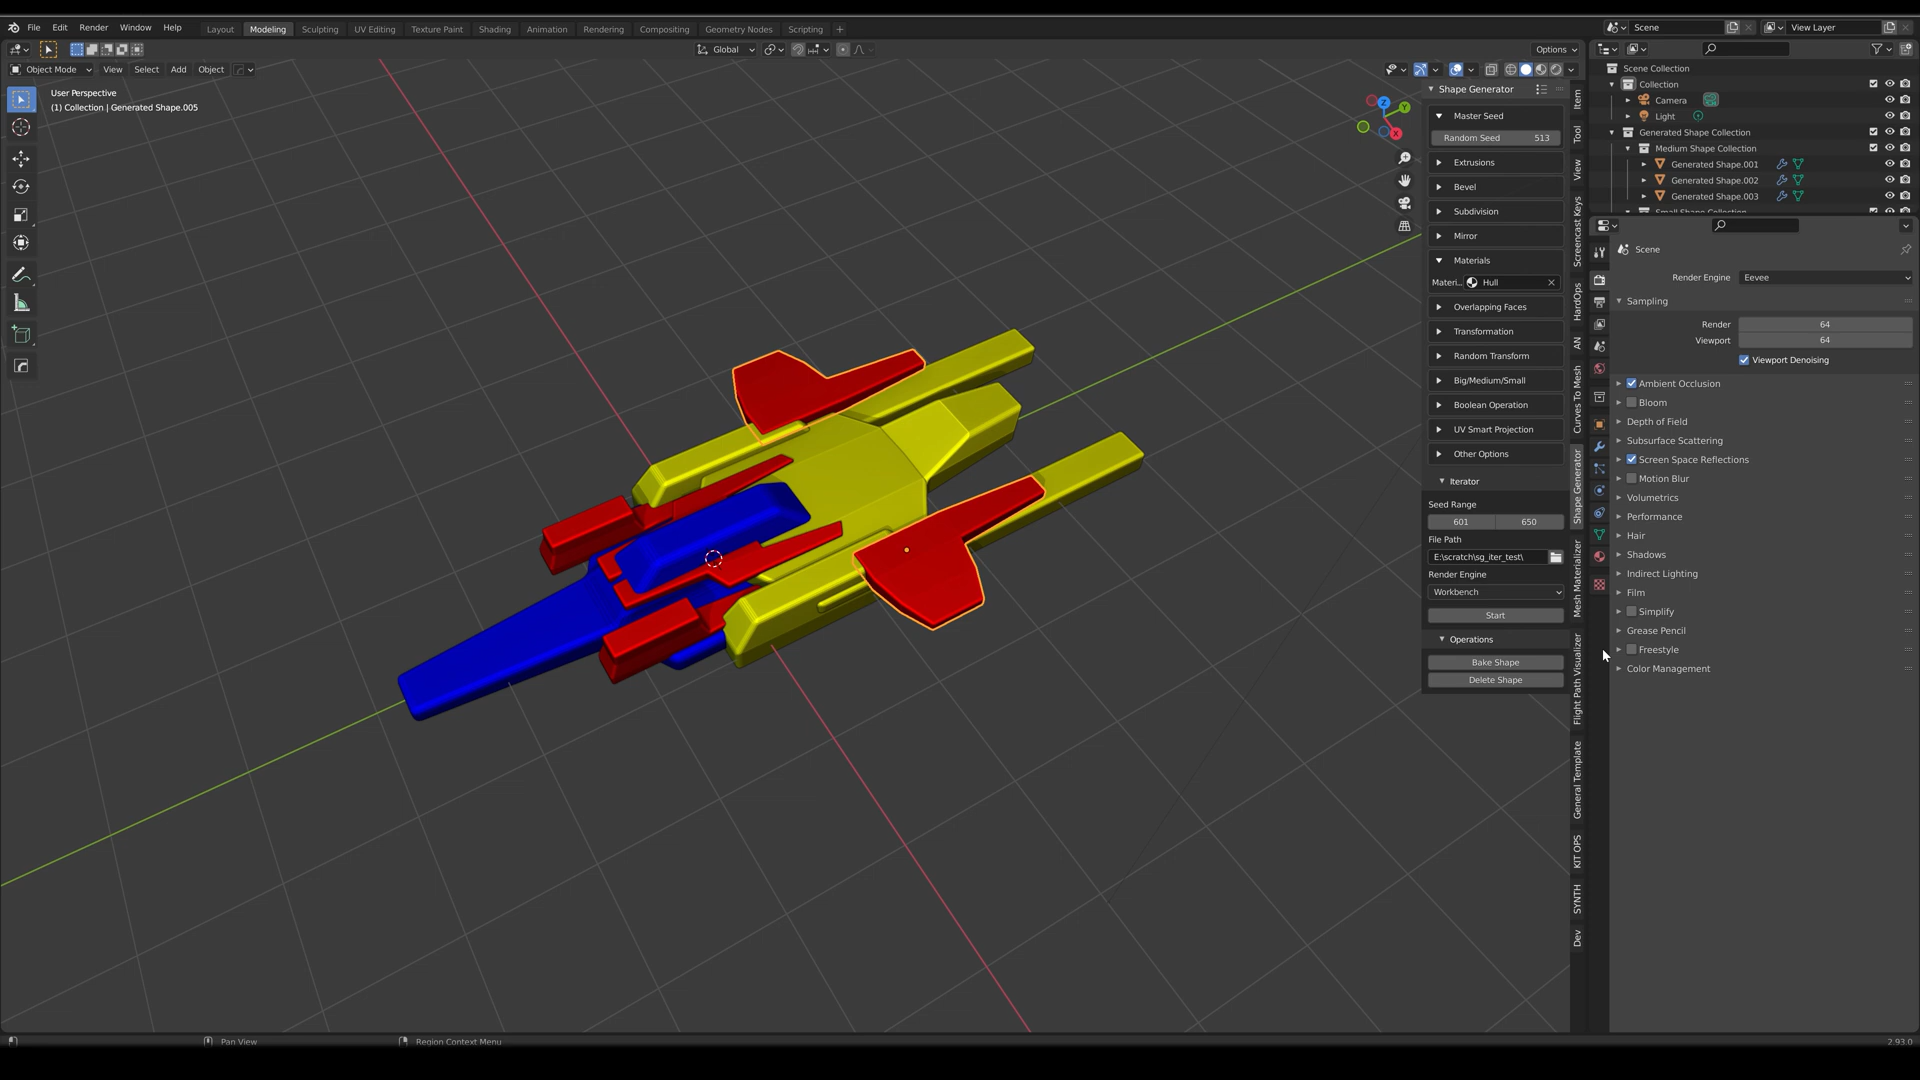 File Edit Render Window Help
Layout Modeling Sculpting UV Editing Texture Paint Shading Animation Rendering Compositing Geometry Nodes Scripting +
Scene
View Layer
Global
Options
Object Mode View Select Add Object
User Perspective
(1) Collection | Generated Shape.005
Z
Y
X
Shape Generator
Master Seed
Random Seed 513
Extrusions
Bevel
Subdivision
Mirror
Materials
Materi... Hull
Overlapping Faces
Transformation
Random Transform
Big/Medium/Small
Boolean Operation
UV Smart Projection
Other Options
Iterator
Seed Range
601 650
File Path
E:\scratch\sg_iter_test\
Render Engine
Workbench
Start
Operations
Bake Shape
Delete Shape
Item
Tool
View
Screencast Keys
HardOps
AN
Curves To Mesh
Shape Generator
Mesh Materializer
Flight Path Visualizer
General Template
KIT OPS
SYNTH
Dev
Scene Collection
Collection
Camera
Light
Generated Shape Collection
Medium Shape Collection
Generated Shape.001
Generated Shape.002
Generated Shape.003
Small Shape Collection
Scene
Render Engine Eevee
Sampling
Render 64
Viewport 64
Viewport Denoising
Ambient Occlusion
Bloom
Depth of Field
Subsurface Scattering
Screen Space Reflections
Motion Blur
Volumetrics
Performance
Hair
Shadows
Indirect Lighting
Film
Simplify
Grease Pencil
Freestyle
Color Management
Pan View
Region Context Menu
2.93.0